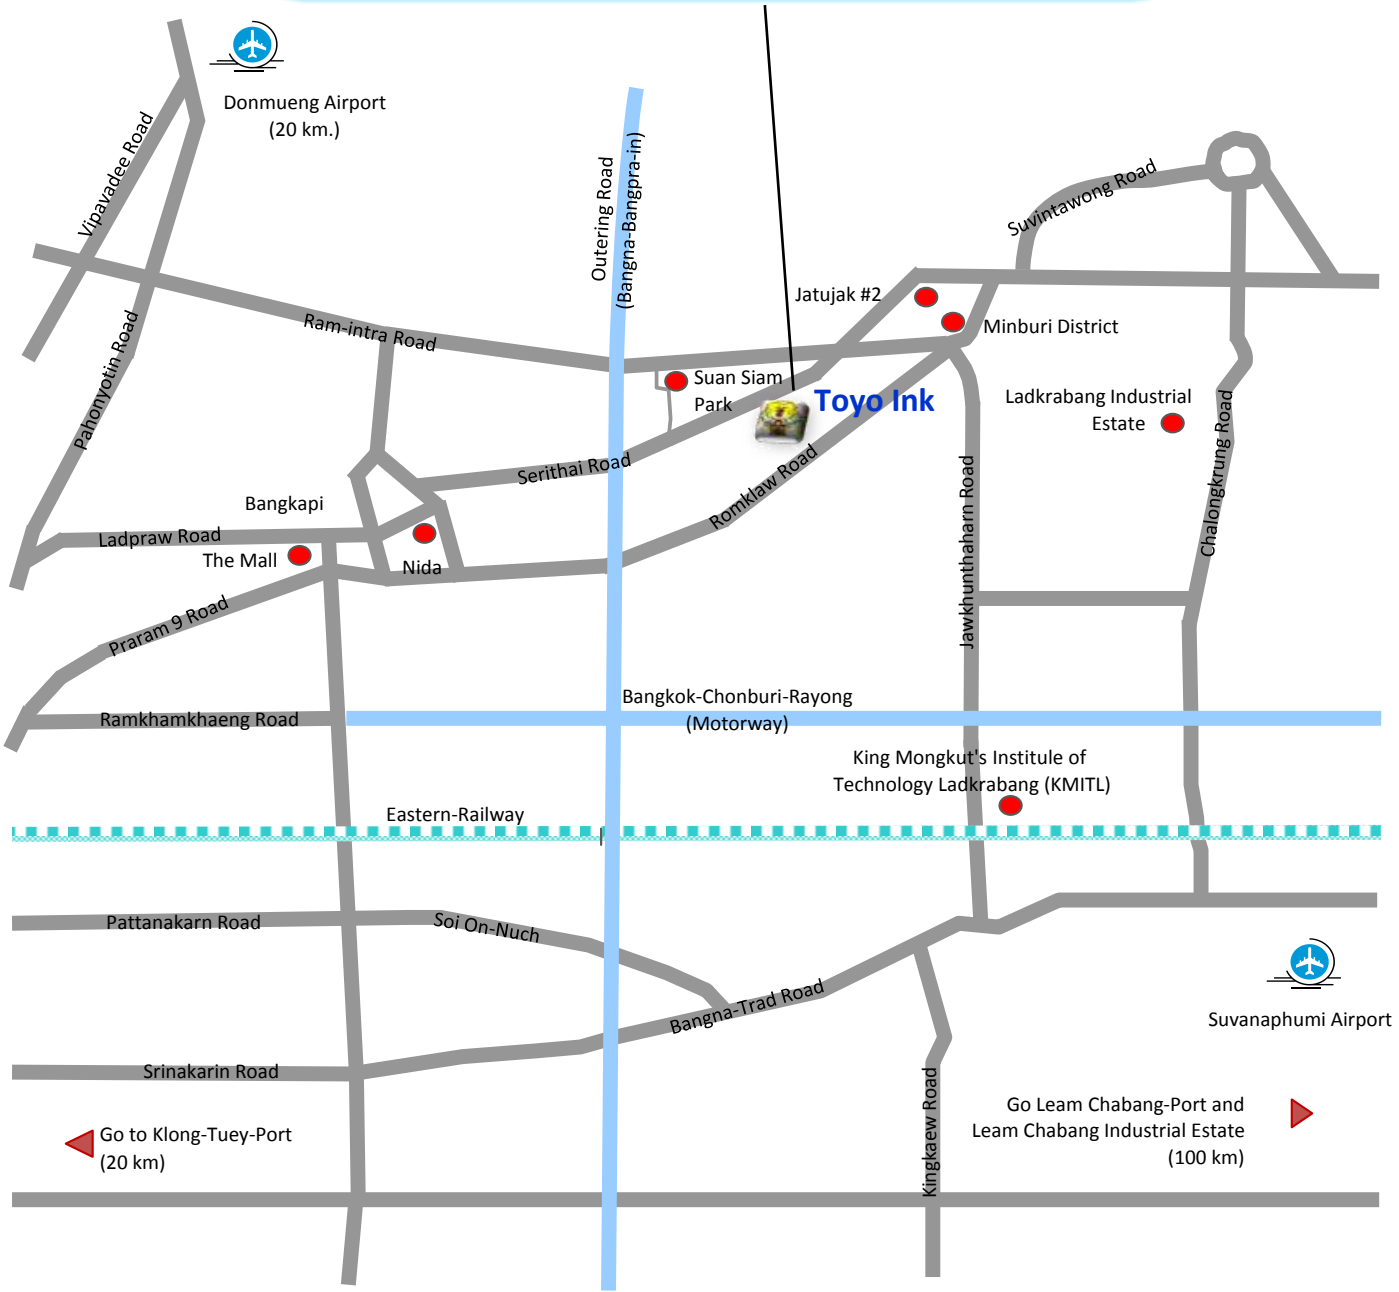 Donmueng Airport
(20 km.)
Vipavadee Road
Outering Road
(Bangna-Bangpra-in)
Suvintawong Road
Jatujak #2
Minburi District
Ram-intra Road
Pahonyotin Road
Suan Siam
Park
Toyo Ink
Ladkrabang Industrial
Estate
Chalongkrung Road
Serithai Road
Romklaw Road
Jawkhunthaharn Road
Bangkapi
Ladpraw Road
The Mall
Nida
Praram 9 Road
Ramkhamkhaeng Road
Bangkok-Chonburi-Rayong
(Motorway)
King Mongkut's Institule of
Technology Ladkrabang (KMITL)
Eastern-Railway
Pattanakarn Road
Soi On-Nuch
Bangna-Trad Road
Suvanaphumi Airport
Srinakarin Road
Kingkaew Road
Go to Klong-Tuey-Port
(20 km)
Go Leam Chabang-Port and
Leam Chabang Industrial Estate
(100 km)